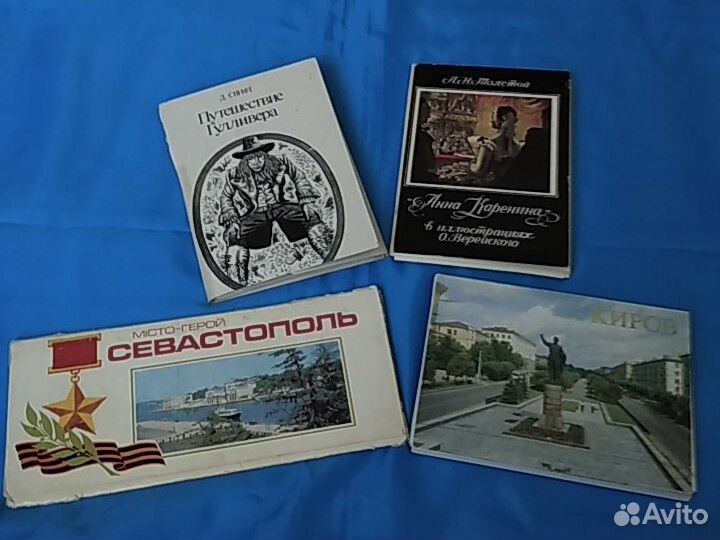 Д. Свифт
Путешествие
Гулливера
Л.Н.Толстой
Анна Каренина
в иллюстрациях
О. Верейского
МІСТО-ГЕРОЙ
СЕВАСТОПОЛЬ
КИРОВ
Avito